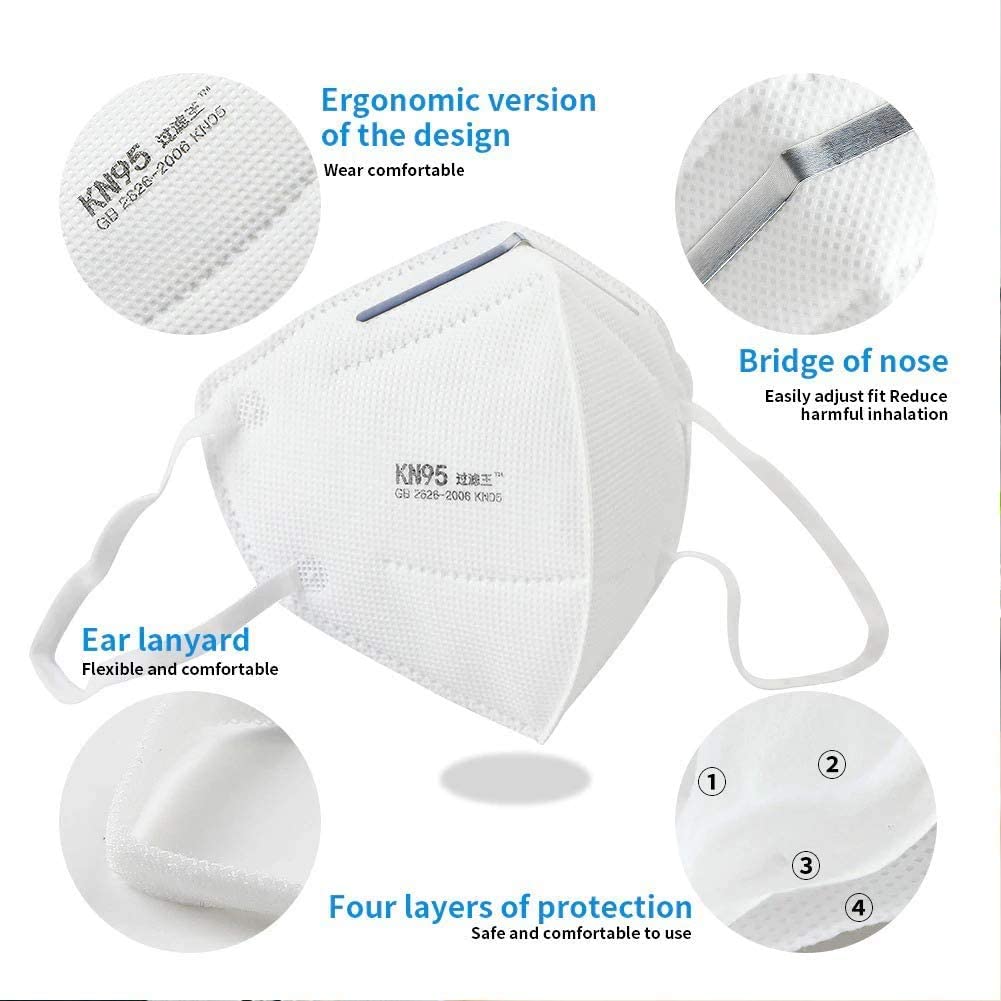 KN95 过滤王™
GB 2626-2006 KN95
Ergonomic version
of the design
Wear comfortable
Bridge of nose
Easily adjust fit Reduce
harmful inhalation
KN95 过滤王™
GB 2626-2006 KN95
Ear lanyard
Flexible and comfortable
1
2
3
4
Four layers of protection
Safe and comfortable to use